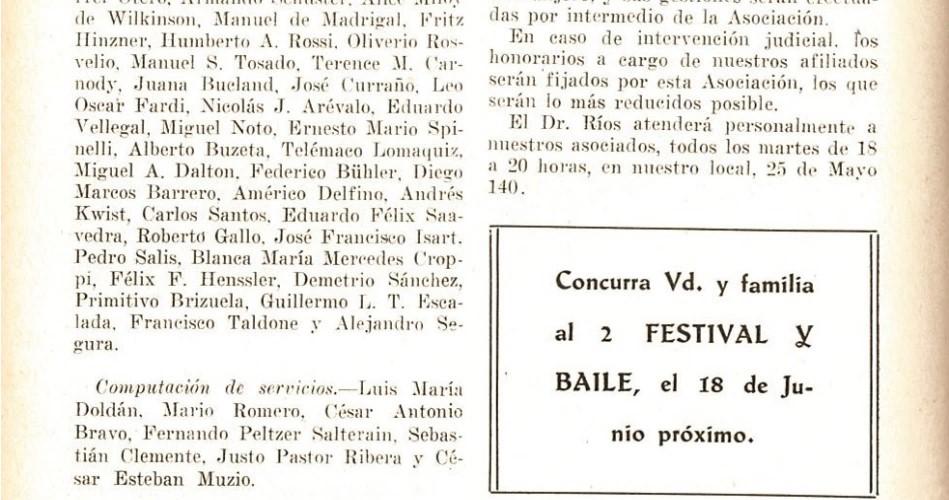 rrer Otero, Armando Schuster, Alice Milloy
de Wilkinson, Manuel de Madrigal, Fritz
Hinzner, Humberto A. Rossi, Oliverio Ros-
velio, Manuel S. Tosado, Terence M. Car-
nody, Juana Bucland, José Curraño, Leo
Oscar Fardi, Nicolás J. Arévalo, Eduardo
Vellegal, Miguel Noto, Ernesto Mario Spi-
nelli, Alberto Buzeta, Telémaco Lomaquiz,
Miguel A. Dalton, Federico Bühler, Diego
Marcos Barrero, Américo Delfino, Andrés
Kwist, Carlos Santos, Eduardo Félix Saa-
vedra, Roberto Gallo, José Francisco Isart.
Pedro Salis, Blanca María Mercedes Crop-
pi, Félix F. Henssler, Demetrio Sánchez,
Primitivo Brizuela, Guillermo L. T. Esca-
lada, Francisco Taldone y Alejandro Se-
gura.
Computación de servicios.—Luis María
Doldán, Mario Romero, César Antonio
Bravo, Fernando Peltzer Salterain, Sebas-
tián Clemente, Justo Pastor Ribera y Cé-
sar Esteban Muzio.
das por intermedio de la Asociación.
En caso de intervención judicial. los
honorarios a cargo de nuestros afiliados
serán fijados por esta Asociación, los que
serán lo más reducidos posible.
El Dr. Ríos atenderá personalmente a
nuestros asociados, todos los martes de 18
a 20 horas, en nuestro local, 25 de Mayo
140.
Concurra Vd. y familia
al 2 FESTIVAL Y
BAILE, el 18 de Ju-
nio próximo.